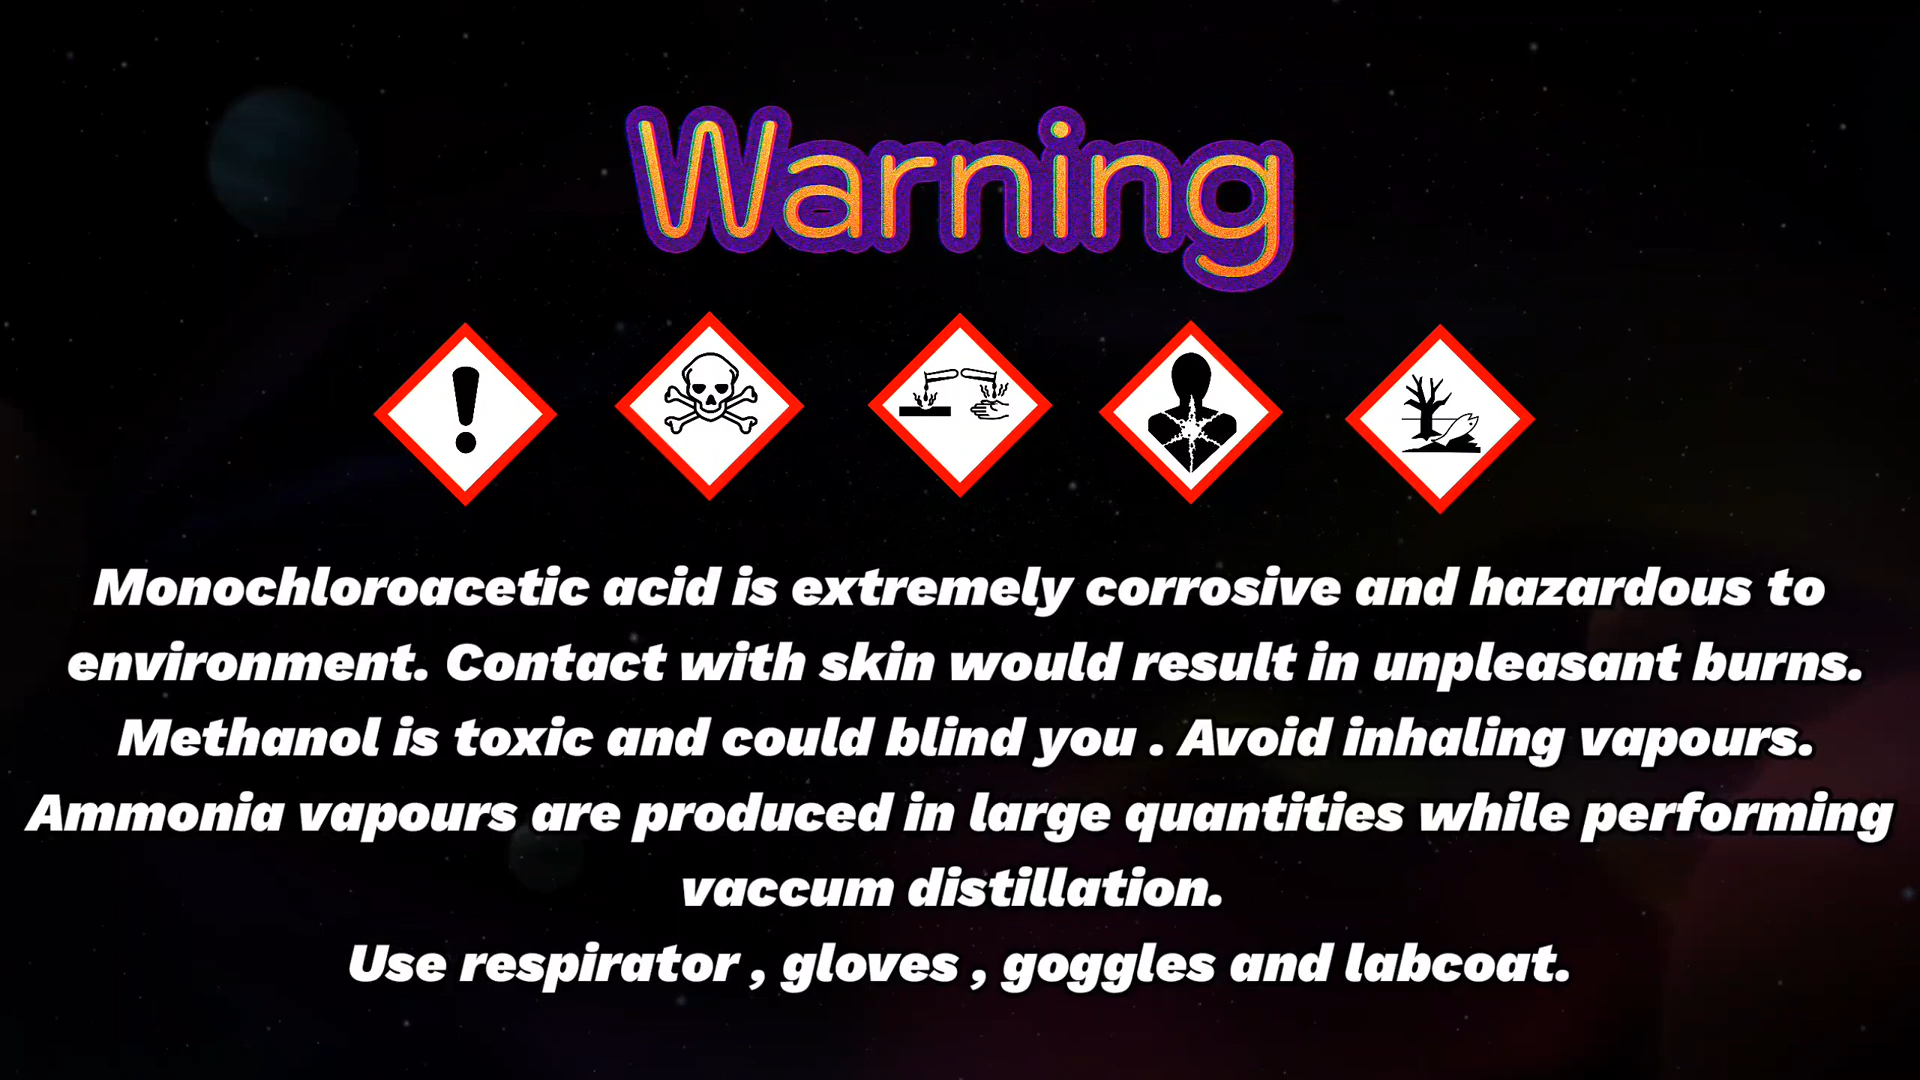 Warning
Monochloroacetic acid is extremely corrosive and hazardous to
environment. Contact with skin would result in unpleasant burns.
Methanol is toxic and could blind you . Avoid inhaling vapours.
Ammonia vapours are produced in large quantities while performing
vaccum distillation.
Use respirator , gloves , goggles and labcoat.